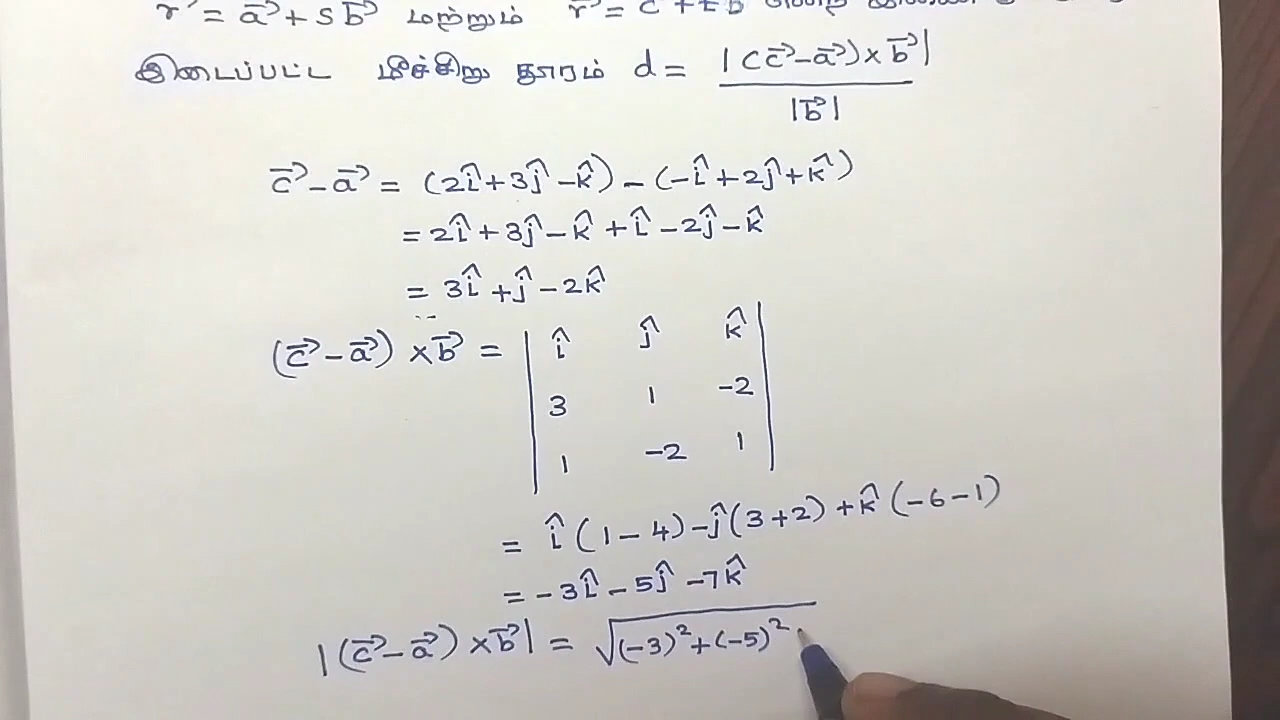 r⃗ = a⃗ + s b⃗ மற்றும் r⃗ = c⃗ + t b⃗
இடைப்பட்ட மீச்சிறு தூரம் d = |(c⃗ - a⃗) × b⃗| / |b⃗|
c⃗ - a⃗ = (2î + 3ĵ - k̂) - (-î + 2ĵ + k̂)
= 2î + 3ĵ - k̂ + î - 2ĵ - k̂
= 3î + ĵ - 2k̂
(c⃗ - a⃗) × b⃗ = | î ĵ k̂ |
3 1 -2
1 -2 1
= î(1 - 4) - ĵ(3 + 2) + k̂(-6 - 1)
= -3î - 5ĵ - 7k̂
|(c⃗ - a⃗) × b⃗| = √(-3)² + (-5)²